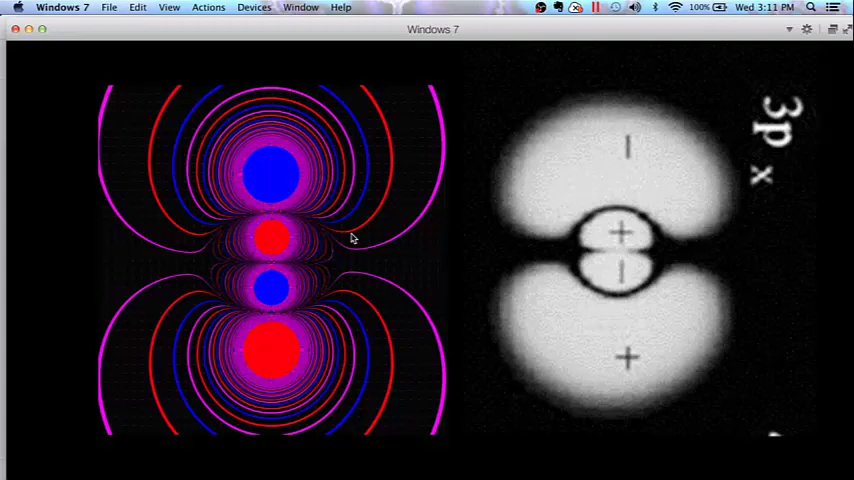 Windows 7 File Edit View Actions Devices Window Help 100% Wed 3:11 PM
Windows 7
3p x
−
+
−
+